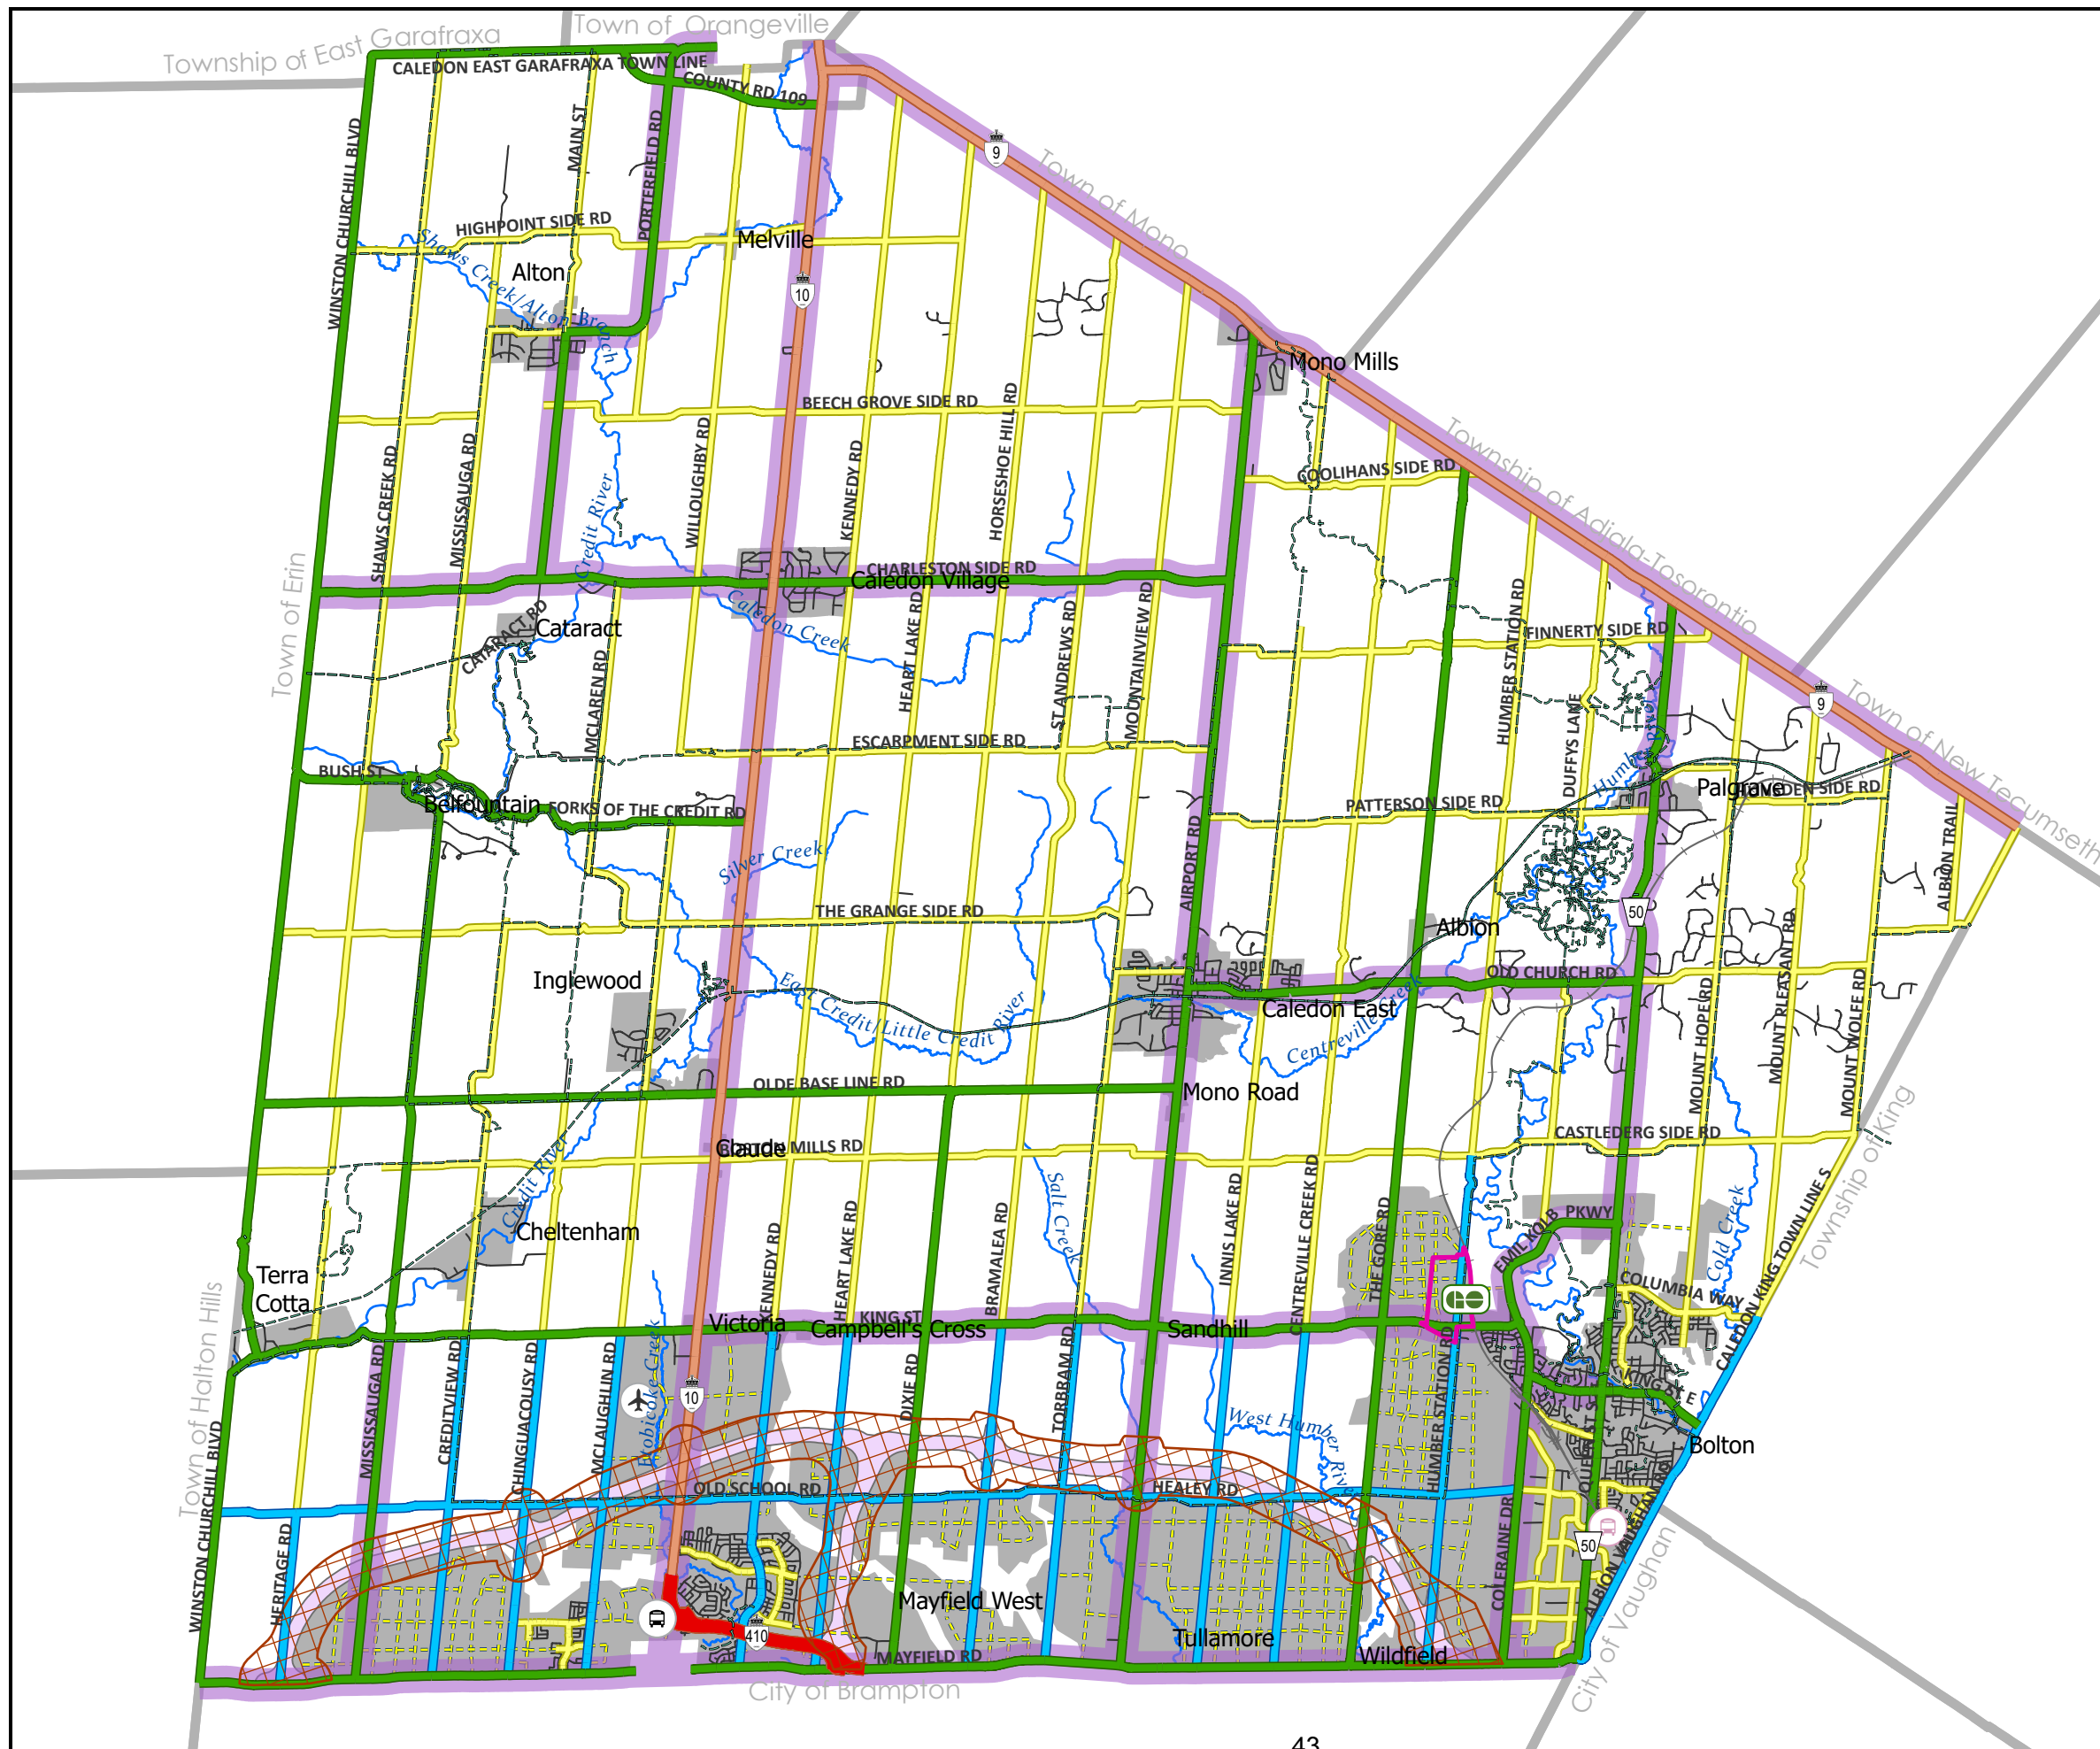 Town of Orangeville
Township of East Garafraxa
CALEDON EAST GARAFRAXA TOWN LINE
COUNTY RD 109
WINSTON CHURCHILL BLVD
MAIN ST
PORTERFIELD RD
9
Town of Mono
HIGHPOINT SIDE RD
Melville
Shaws Creek/Alton Branch
Alton
10
Mono Mills
BEECH GROVE SIDE RD
HORSESHOE HILL RD
Township of Adjala-Tosorontio
SHAWS CREEK RD
MISSISSAUGA RD
WILLOUGHBY RD
KENNEDY RD
COOLIHANS SIDE RD
Credit River
Town of Erin
CHARLESTON SIDE RD
Caledon Village
Caledon Creek
Cataract
CATARACT RD
MCLAREN RD
HEART LAKE RD
ST ANDREWS RD
MOUNTAINVIEW RD
HUMBER STATION RD
FINNERTY SIDE RD
DUFFYS LANE
9
Town of New Tecumseth
ESCARPMENT SIDE RD
BUSH ST
Belfountain
FORKS OF THE CREDIT RD
PATTERSON SIDE RD
Palgrave
Silver Creek
AIRPORT RD
ALBION TRAIL
THE GRANGE SIDE RD
50
Albion
Inglewood
East Credit/Little Credit River
OLD CHURCH RD
Caledon East
Centreville Creek
MOUNT HOPE RD
MOUNT PLEASANT RD
MOUNT WOLFE RD
OLDE BASE LINE RD
Mono Road
Claude
CASTLEDERG SIDE RD
Township of King
Credit River
Cheltenham
Salt Creek
KENNEDY RD
HEART LAKE RD
BRAMALEA RD
INNIS LAKE RD
CENTREVILLE CREEK RD
THE GORE RD
EMIL KOLB PKWY
Cold Creek
COLUMBIA WAY
CALEDON KING TOWN LINE S
Terra
Cotta
GO
Town of Halton Hills
Victoria
KING ST
Campbell's Cross
Sandhill
MISSISSAUGA RD
CREDITVIEW RD
CHINGUACOUSY RD
MCLAUGHLIN RD
Etobicoke Creek
10
DIXIE RD
TORBRAM RD
HUMBER STATION RD
KING ST E
West Humber River
Bolton
WINSTON CHURCHILL BLVD
OLD SCHOOL RD
HEALEY RD
HERITAGE RD
COLERAINE DR
50
Mayfield West
410
Tullamore
MAYFIELD RD
Wildfield
City of Brampton
City of Vaughan
43